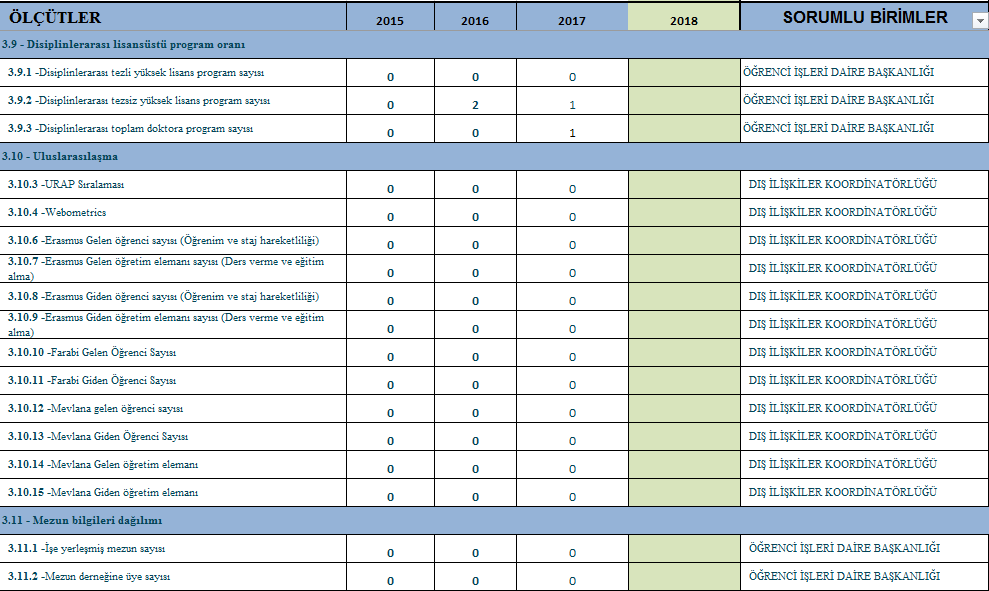 ÖLÇÜTLER 2015 2016 2017 2018 SORUMLU BİRİMLER
3.9 - Disiplinlerarası lisansüstü program oranı
3.9.1 -Disiplinlerarası tezli yüksek lisans program sayısı 0 0 0 ÖĞRENCİ İŞLERİ DAİRE BAŞKANLIĞI
3.9.2 -Disiplinlerarası tezsiz yüksek lisans program sayısı 0 2 1 ÖĞRENCİ İŞLERİ DAİRE BAŞKANLIĞI
3.9.3 -Disiplinlerarası toplam doktora program sayısı 0 0 1 ÖĞRENCİ İŞLERİ DAİRE BAŞKANLIĞI
3.10 - Uluslarasılaşma
3.10.3 -URAP Sıralaması 0 0 0 DIŞ İLİŞKİLER KOORDİNATÖRLÜĞÜ
3.10.4 -Webometrics 0 0 0 DIŞ İLİŞKİLER KOORDİNATÖRLÜĞÜ
3.10.6 -Erasmus Gelen öğrenci sayısı (Öğrenim ve staj hareketliliği) 0 0 0 DIŞ İLİŞKİLER KOORDİNATÖRLÜĞÜ
3.10.7 -Erasmus Gelen öğretim elemanı sayısı (Ders verme ve eğitim
alma) 0 0 0 DIŞ İLİŞKİLER KOORDİNATÖRLÜĞÜ
3.10.8 -Erasmus Giden öğrenci sayısı (Öğrenim ve staj hareketliliği) 0 0 0 DIŞ İLİŞKİLER KOORDİNATÖRLÜĞÜ
3.10.9 -Erasmus Giden öğretim elemanı sayısı (Ders verme ve eğitim
alma) 0 0 0 DIŞ İLİŞKİLER KOORDİNATÖRLÜĞÜ
3.10.10 -Farabi Gelen Öğrenci Sayısı 0 0 0 DIŞ İLİŞKİLER KOORDİNATÖRLÜĞÜ
3.10.11 -Farabi Giden Öğrenci Sayısı 0 0 0 DIŞ İLİŞKİLER KOORDİNATÖRLÜĞÜ
3.10.12 -Mevlana gelen öğrenci sayısı 0 0 0 DIŞ İLİŞKİLER KOORDİNATÖRLÜĞÜ
3.10.13 -Mevlana Giden Öğrenci Sayısı 0 0 0 DIŞ İLİŞKİLER KOORDİNATÖRLÜĞÜ
3.10.14 -Mevlana Gelen öğretim elemanı 0 0 0 DIŞ İLİŞKİLER KOORDİNATÖRLÜĞÜ
3.10.15 -Mevlana Giden öğretim elemanı 0 0 0 DIŞ İLİŞKİLER KOORDİNATÖRLÜĞÜ
3.11 - Mezun bilgileri dağılımı
3.11.1 -İşe yerleşmiş mezun sayısı 0 0 0 ÖĞRENCİ İŞLERİ DAİRE BAŞKANLIĞI
3.11.2 -Mezun derneğine üye sayısı 0 0 0 ÖĞRENCİ İŞLERİ DAİRE BAŞKANLIĞI